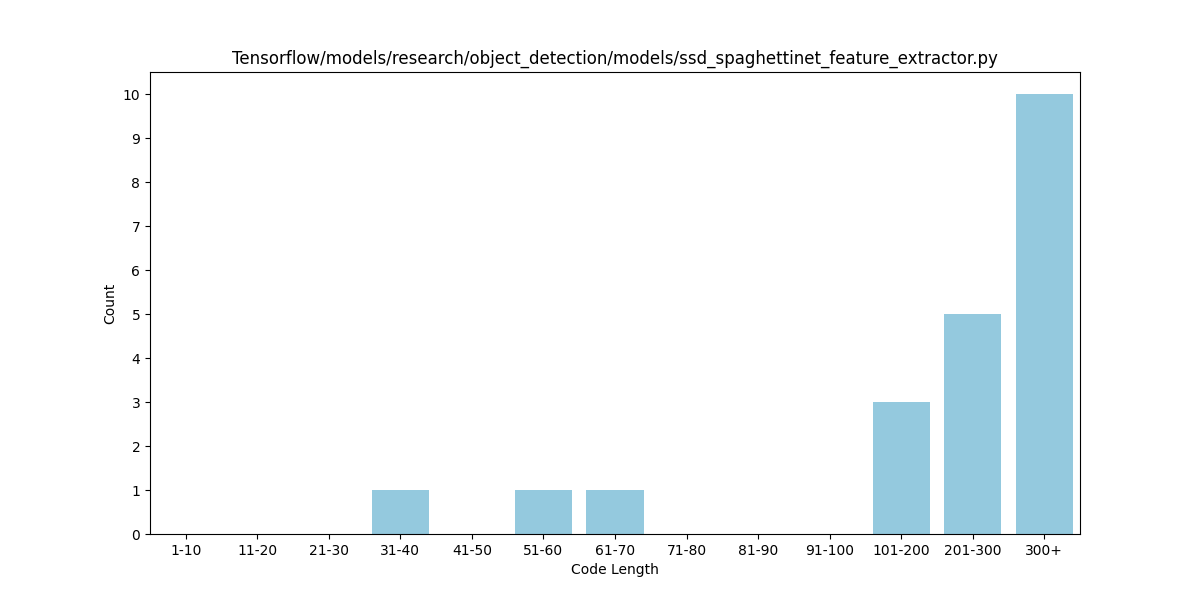 Tensorflow/models/research/object_detection/models/ssd_spaghettinet_feature_extractor.py
10
9
8
7
6
5
4
3
2
1
0
Count
1-10 11-20 21-30 31-40 41-50 51-60 61-70 71-80 81-90 91-100 101-200 201-300 300+
Code Length